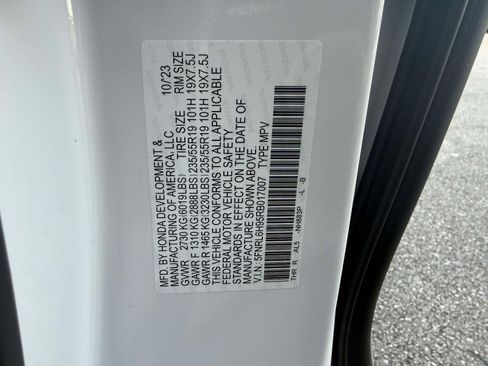 MFD. BY HONDA DEVELOPMENT & 10/23
MANUFACTURING OF AMERICA, LLC
GVWR 2730 KG(6019LBS) TIRE SIZE RIM SIZE
GAWR F 1310 KG(2888LBS) 235/55R19 101H 19X7.5J
GAWR R 1465 KG(3230LBS) 235/55R19 101H 19X7.5J
THIS VEHICLE CONFORMS TO ALL APPLICABLE
FEDERAL MOTOR VEHICLE SAFETY
STANDARDS IN EFFECT ON THE DATE OF
MANUFACTURE SHOWN ABOVE.
V.I.N.: 5FNRL6H95RB017007 TYPE: MPV
THR R AL5 -NH883P -L -B